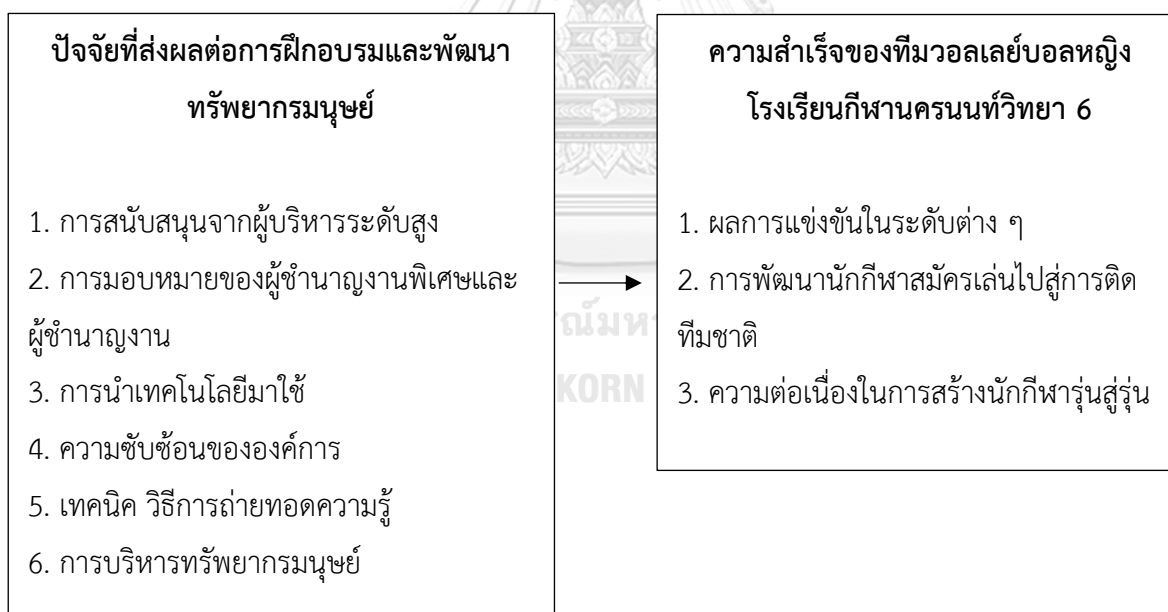 ปัจจัยที่ส่งผลต่อการฝึกอบรมและพัฒนา
ทรัพยากรมนุษย์
1. การสนับสนุนจากผู้บริหารระดับสูง
2. การมอบหมายของผู้ชำนาญงานพิเศษและ
ผู้ชำนาญงาน
3. การนำเทคโนโลยีมาใช้
4. ความซับซ้อนขององค์การ
5. เทคนิค วิธีการถ่ายทอดความรู้
6. การบริหารทรัพยากรมนุษย์
ความสำเร็จของทีมวอลเลย์บอลหญิง
โรงเรียนกีฬานครนนท์วิทยา 6
1. ผลการแข่งขันในระดับต่าง ๆ
2. การพัฒนานักกีฬาสมัครเล่นไปสู่การติด
ทีมชาติ
3. ความต่อเนื่องในการสร้างนักกีฬารุ่นสู่รุ่น
ณ์มห
KORN